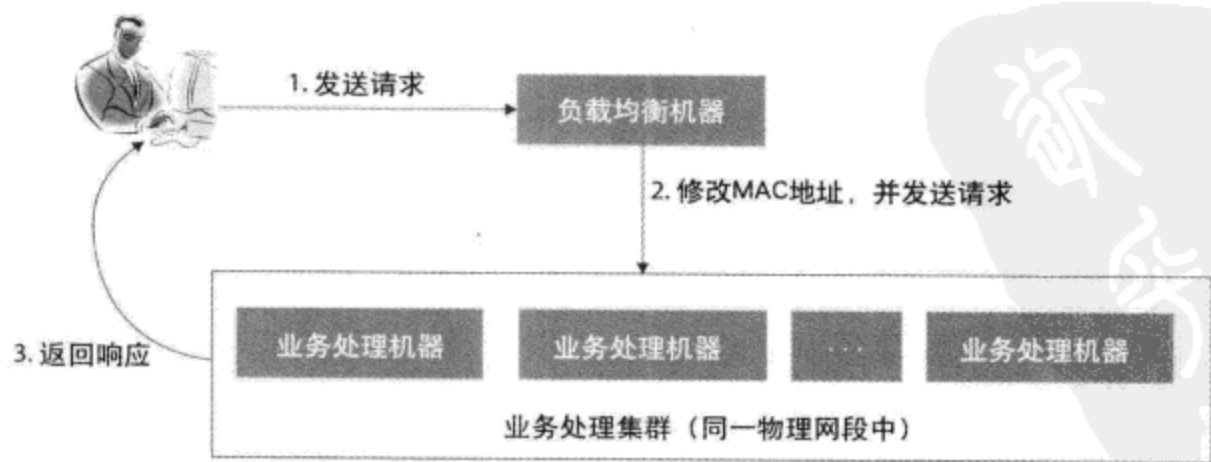 1. 发送请求
负载均衡机器
2. 修改MAC地址，并发送请求
3. 返回响应
业务处理机器
业务处理机器
...
业务处理机器
业务处理集群（同一物理网段中）